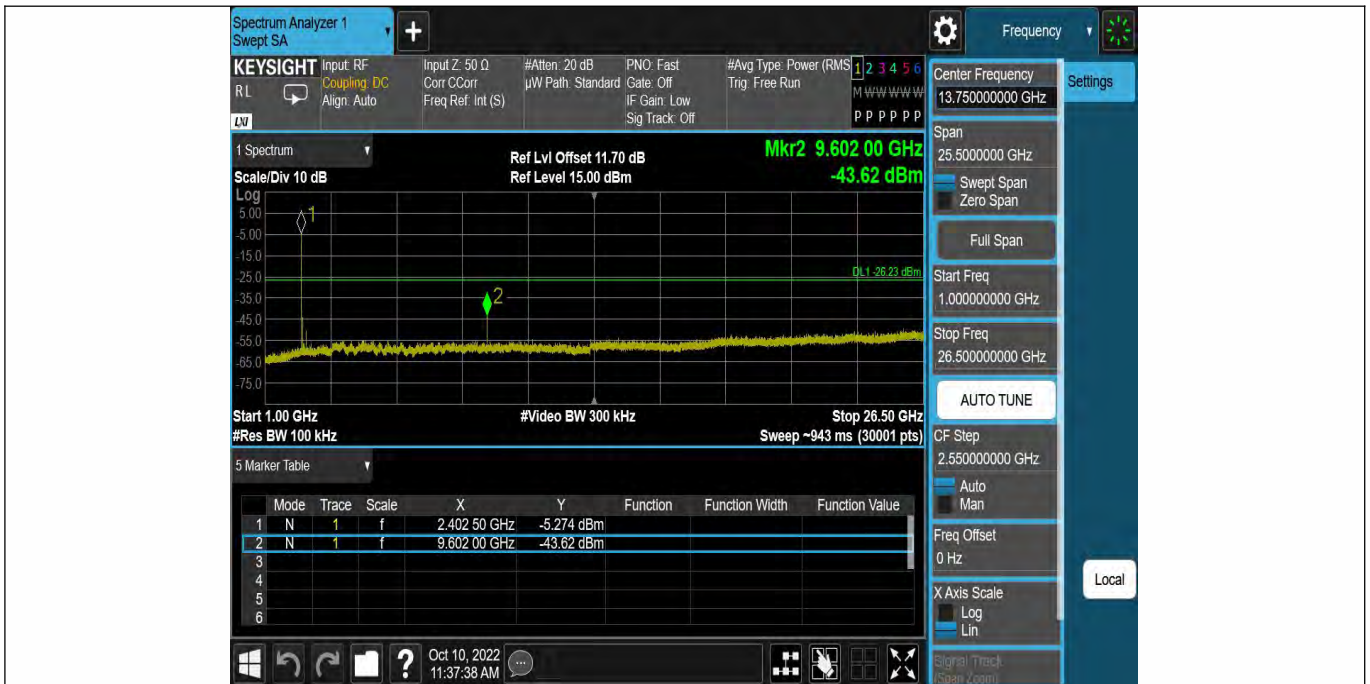 Spectrum Analyzer 1
Swept SA
+
Frequency
KEYSIGHT
RL
LXI
Input: RF
Coupling: DC
Align: Auto
Input Z: 50 Ω
Corr CCorr
Freq Ref: Int (S)
#Atten: 20 dB
µW Path: Standard
PNO: Fast
Gate: Off
IF Gain: Low
Sig Track: Off
#Avg Type: Power (RMS
Trig: Free Run
1 2 3 4 5 6
M W W W W W
P P P P P P
1 Spectrum
Scale/Div 10 dB
Ref Lvl Offset 11.70 dB
Ref Level 15.00 dBm
Mkr2 9.602 00 GHz
-43.62 dBm
Log
5.00
-5.00
-15.0
-25.0
-35.0
-45.0
-55.0
-65.0
-75.0
1
2
DL1 -26.23 dBm
Start 1.00 GHz
#Res BW 100 kHz
#Video BW 300 kHz
Stop 26.50 GHz
Sweep ~943 ms (30001 pts)
5 Marker Table
Mode Trace Scale X Y Function Function Width Function Value
1 N 1 f 2.402 50 GHz -5.274 dBm
2 N 1 f 9.602 00 GHz -43.62 dBm
3
4
5
6
?
Oct 10, 2022
11:37:38 AM
Center Frequency
13.750000000 GHz
Settings
Span
25.5000000 GHz
Swept Span
Zero Span
Full Span
Start Freq
1.000000000 GHz
Stop Freq
26.500000000 GHz
AUTO TUNE
CF Step
2.550000000 GHz
Auto
Man
Freq Offset
0 Hz
X Axis Scale
Log
Lin
Signal Track
(Span Zoom)
Local